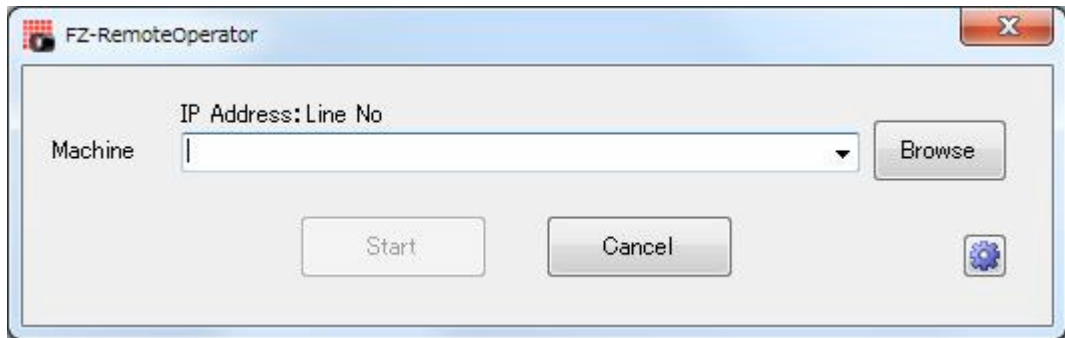 FZ-RemoteOperator
IP Address:Line No
Machine
Browse
Start
Cancel